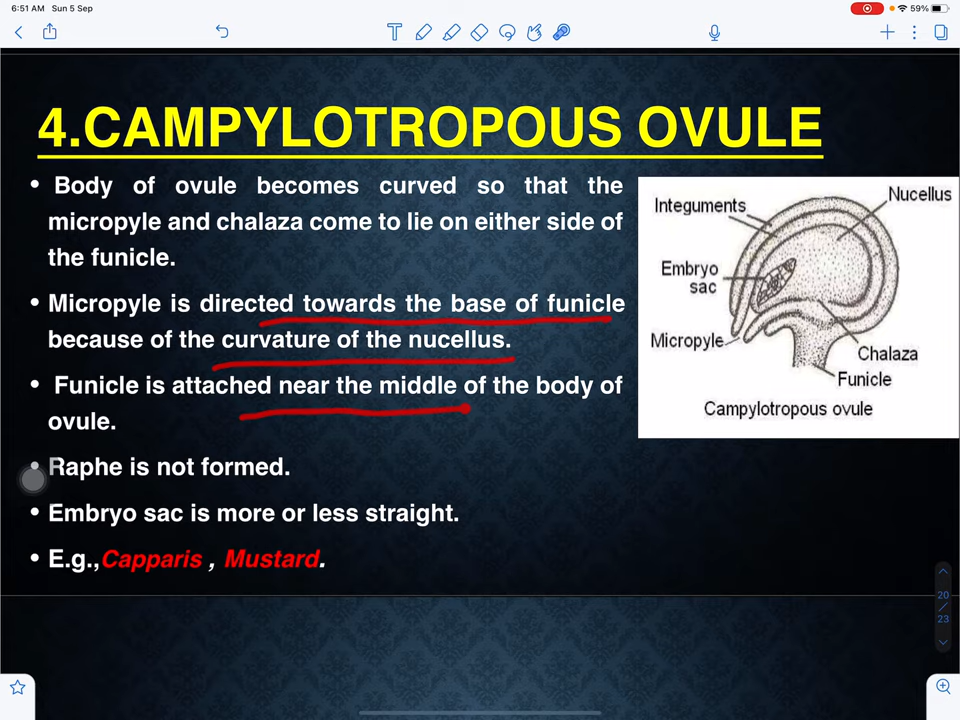 6:51 AM Sun 5 Sep
59%
4.CAMPYLOTROPOUS OVULE
• Body of ovule becomes curved so that the
micropyle and chalaza come to lie on either side of
the funicle.
• Micropyle is directed towards the base of funicle
because of the curvature of the nucellus.
• Funicle is attached near the middle of the body of
ovule.
• Raphe is not formed.
• Embryo sac is more or less straight.
• E.g.,Capparis , Mustard.
Integuments
Nucellus
Embryo
sac
Micropyle
Chalaza
Funicle
Campylotropous ovule
20
/
23